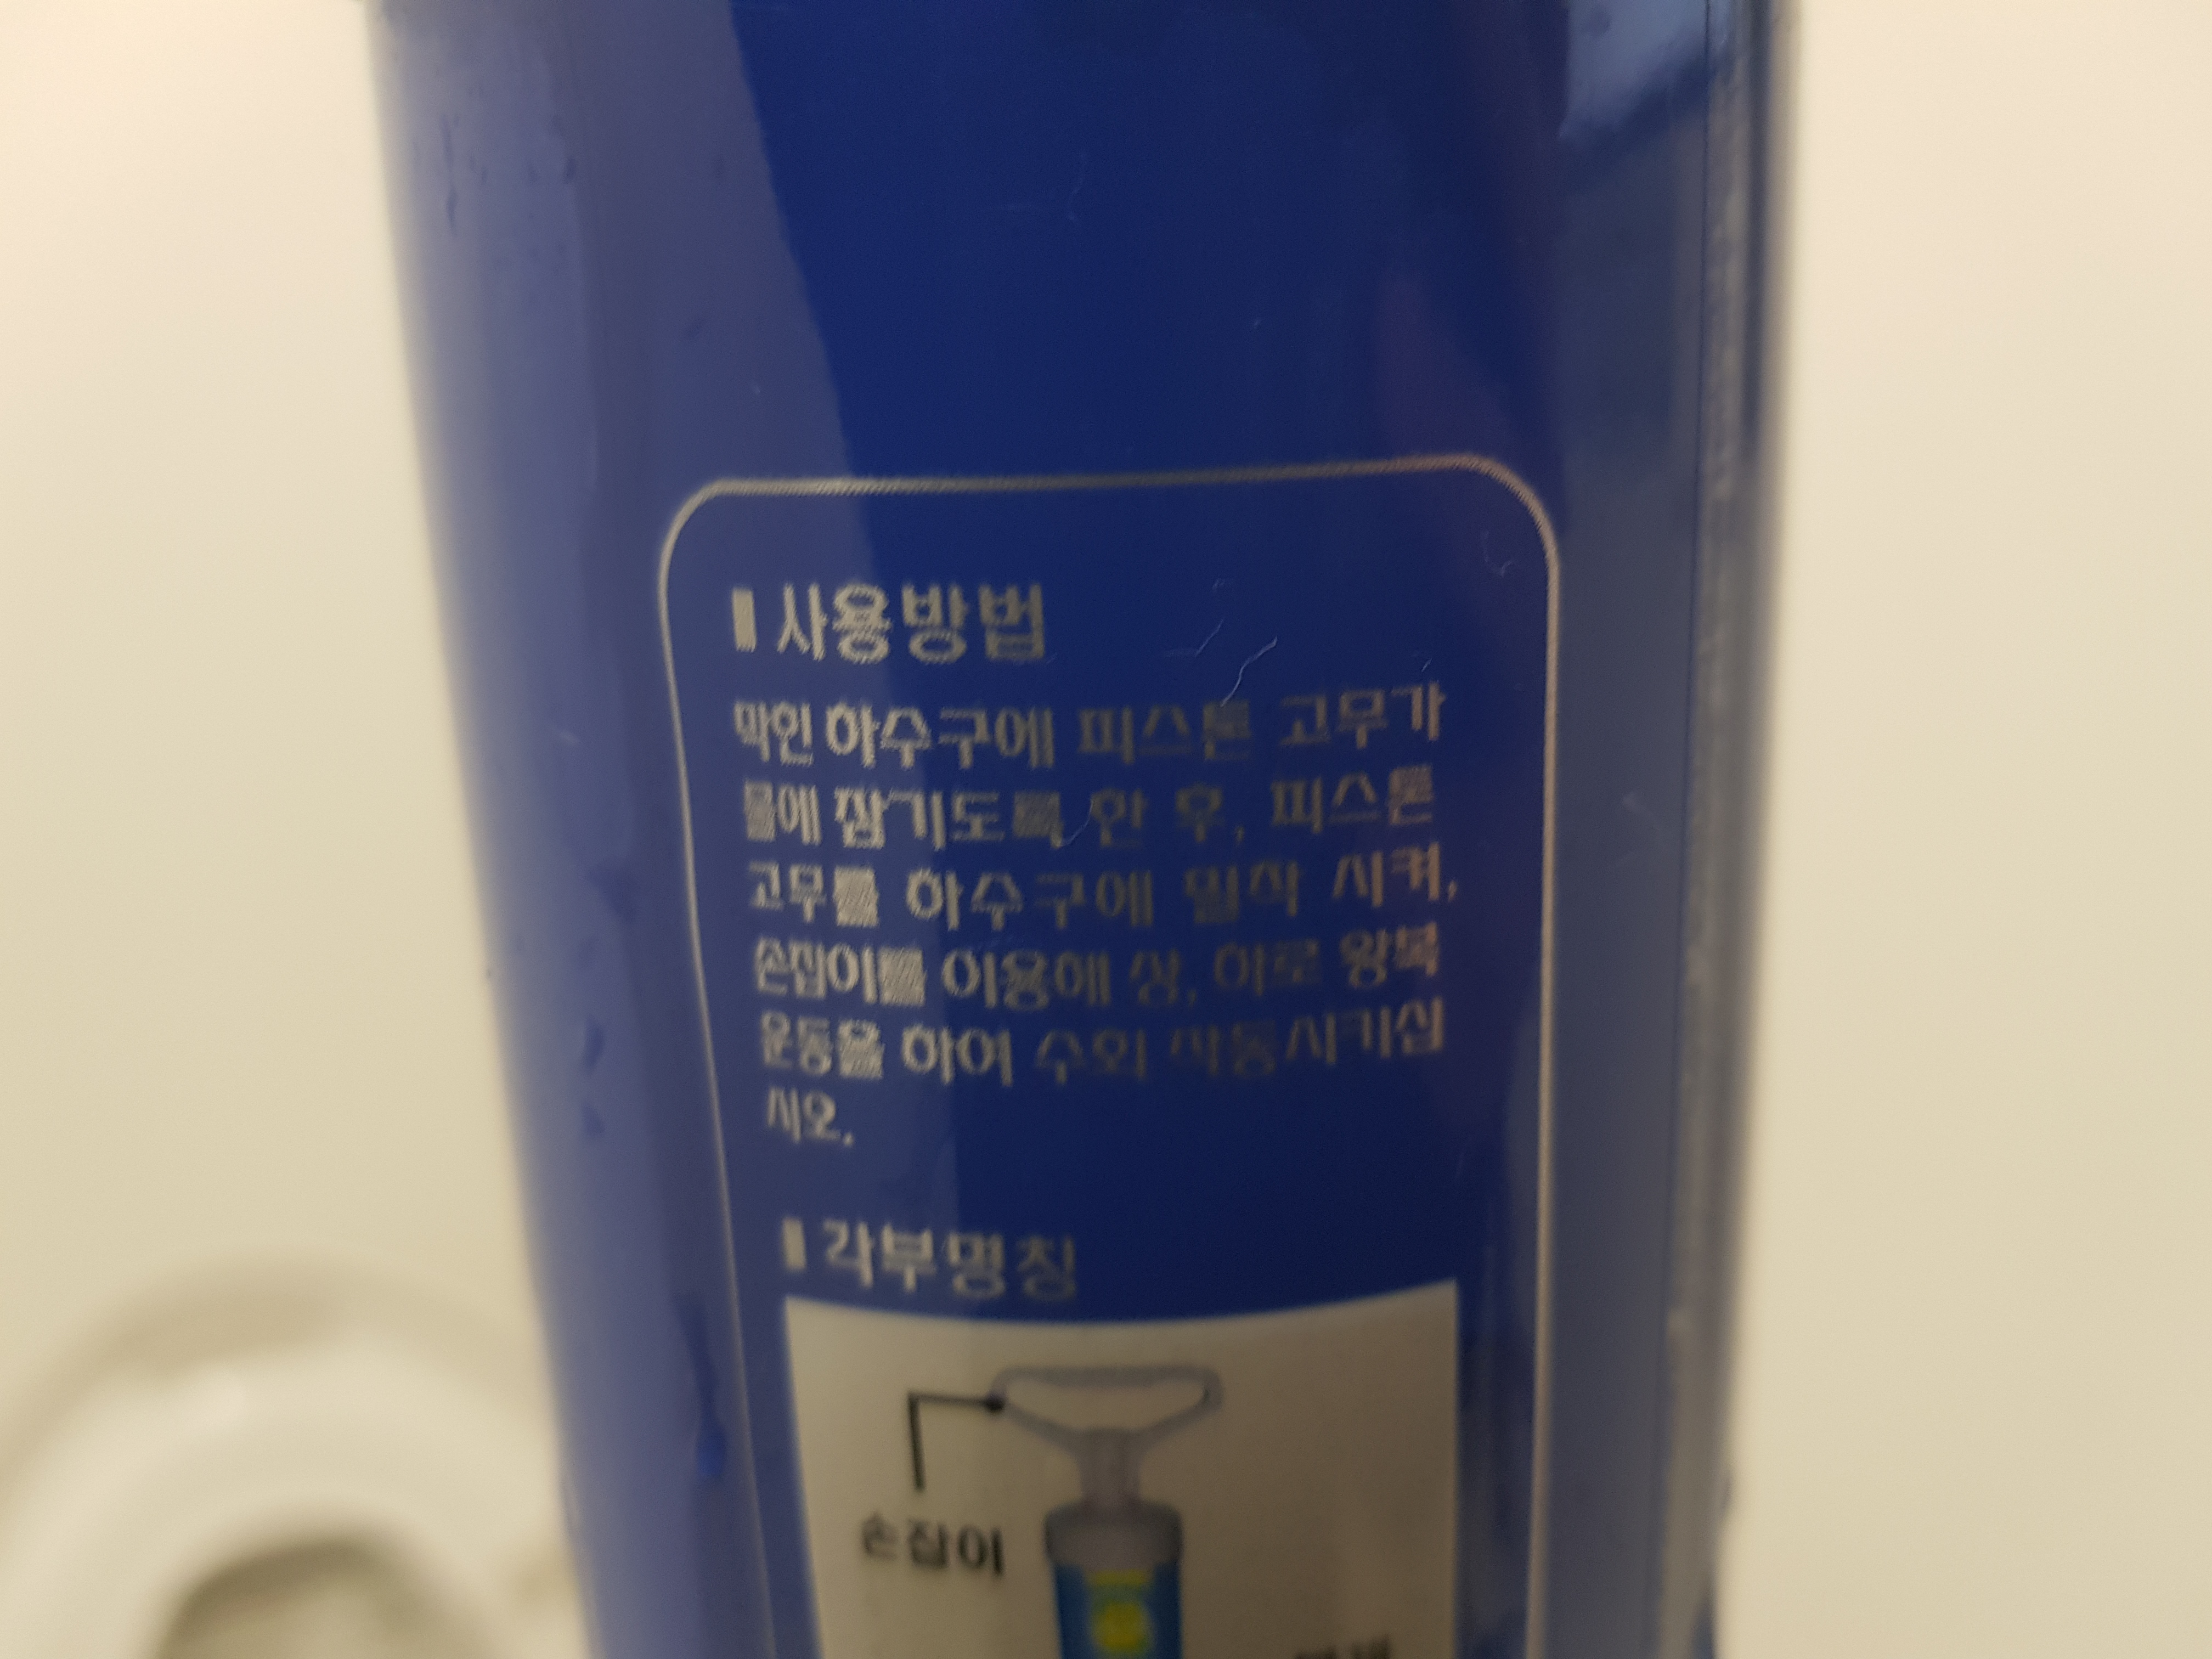 사용방법
막힌 하수구에 피스톤 고무가
물에 잠기도록 한 후, 피스톤
고무를 하수구에 밀착 시켜,
손잡이를 이용해 상, 하로 왕복
운동을 하여 수회 작동시키십
시오.
각부명칭
손잡이